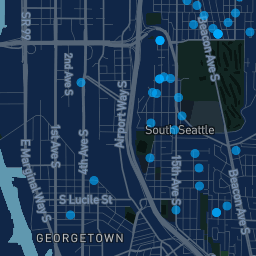 SR-99
2nd Ave S
Beacon Ave S
Airport Way S
1st Ave S
4th Ave S
South Seattle
15th Ave S
E Marginal Way S
Beacon Ave S
S Lucile St
GEORGETOWN